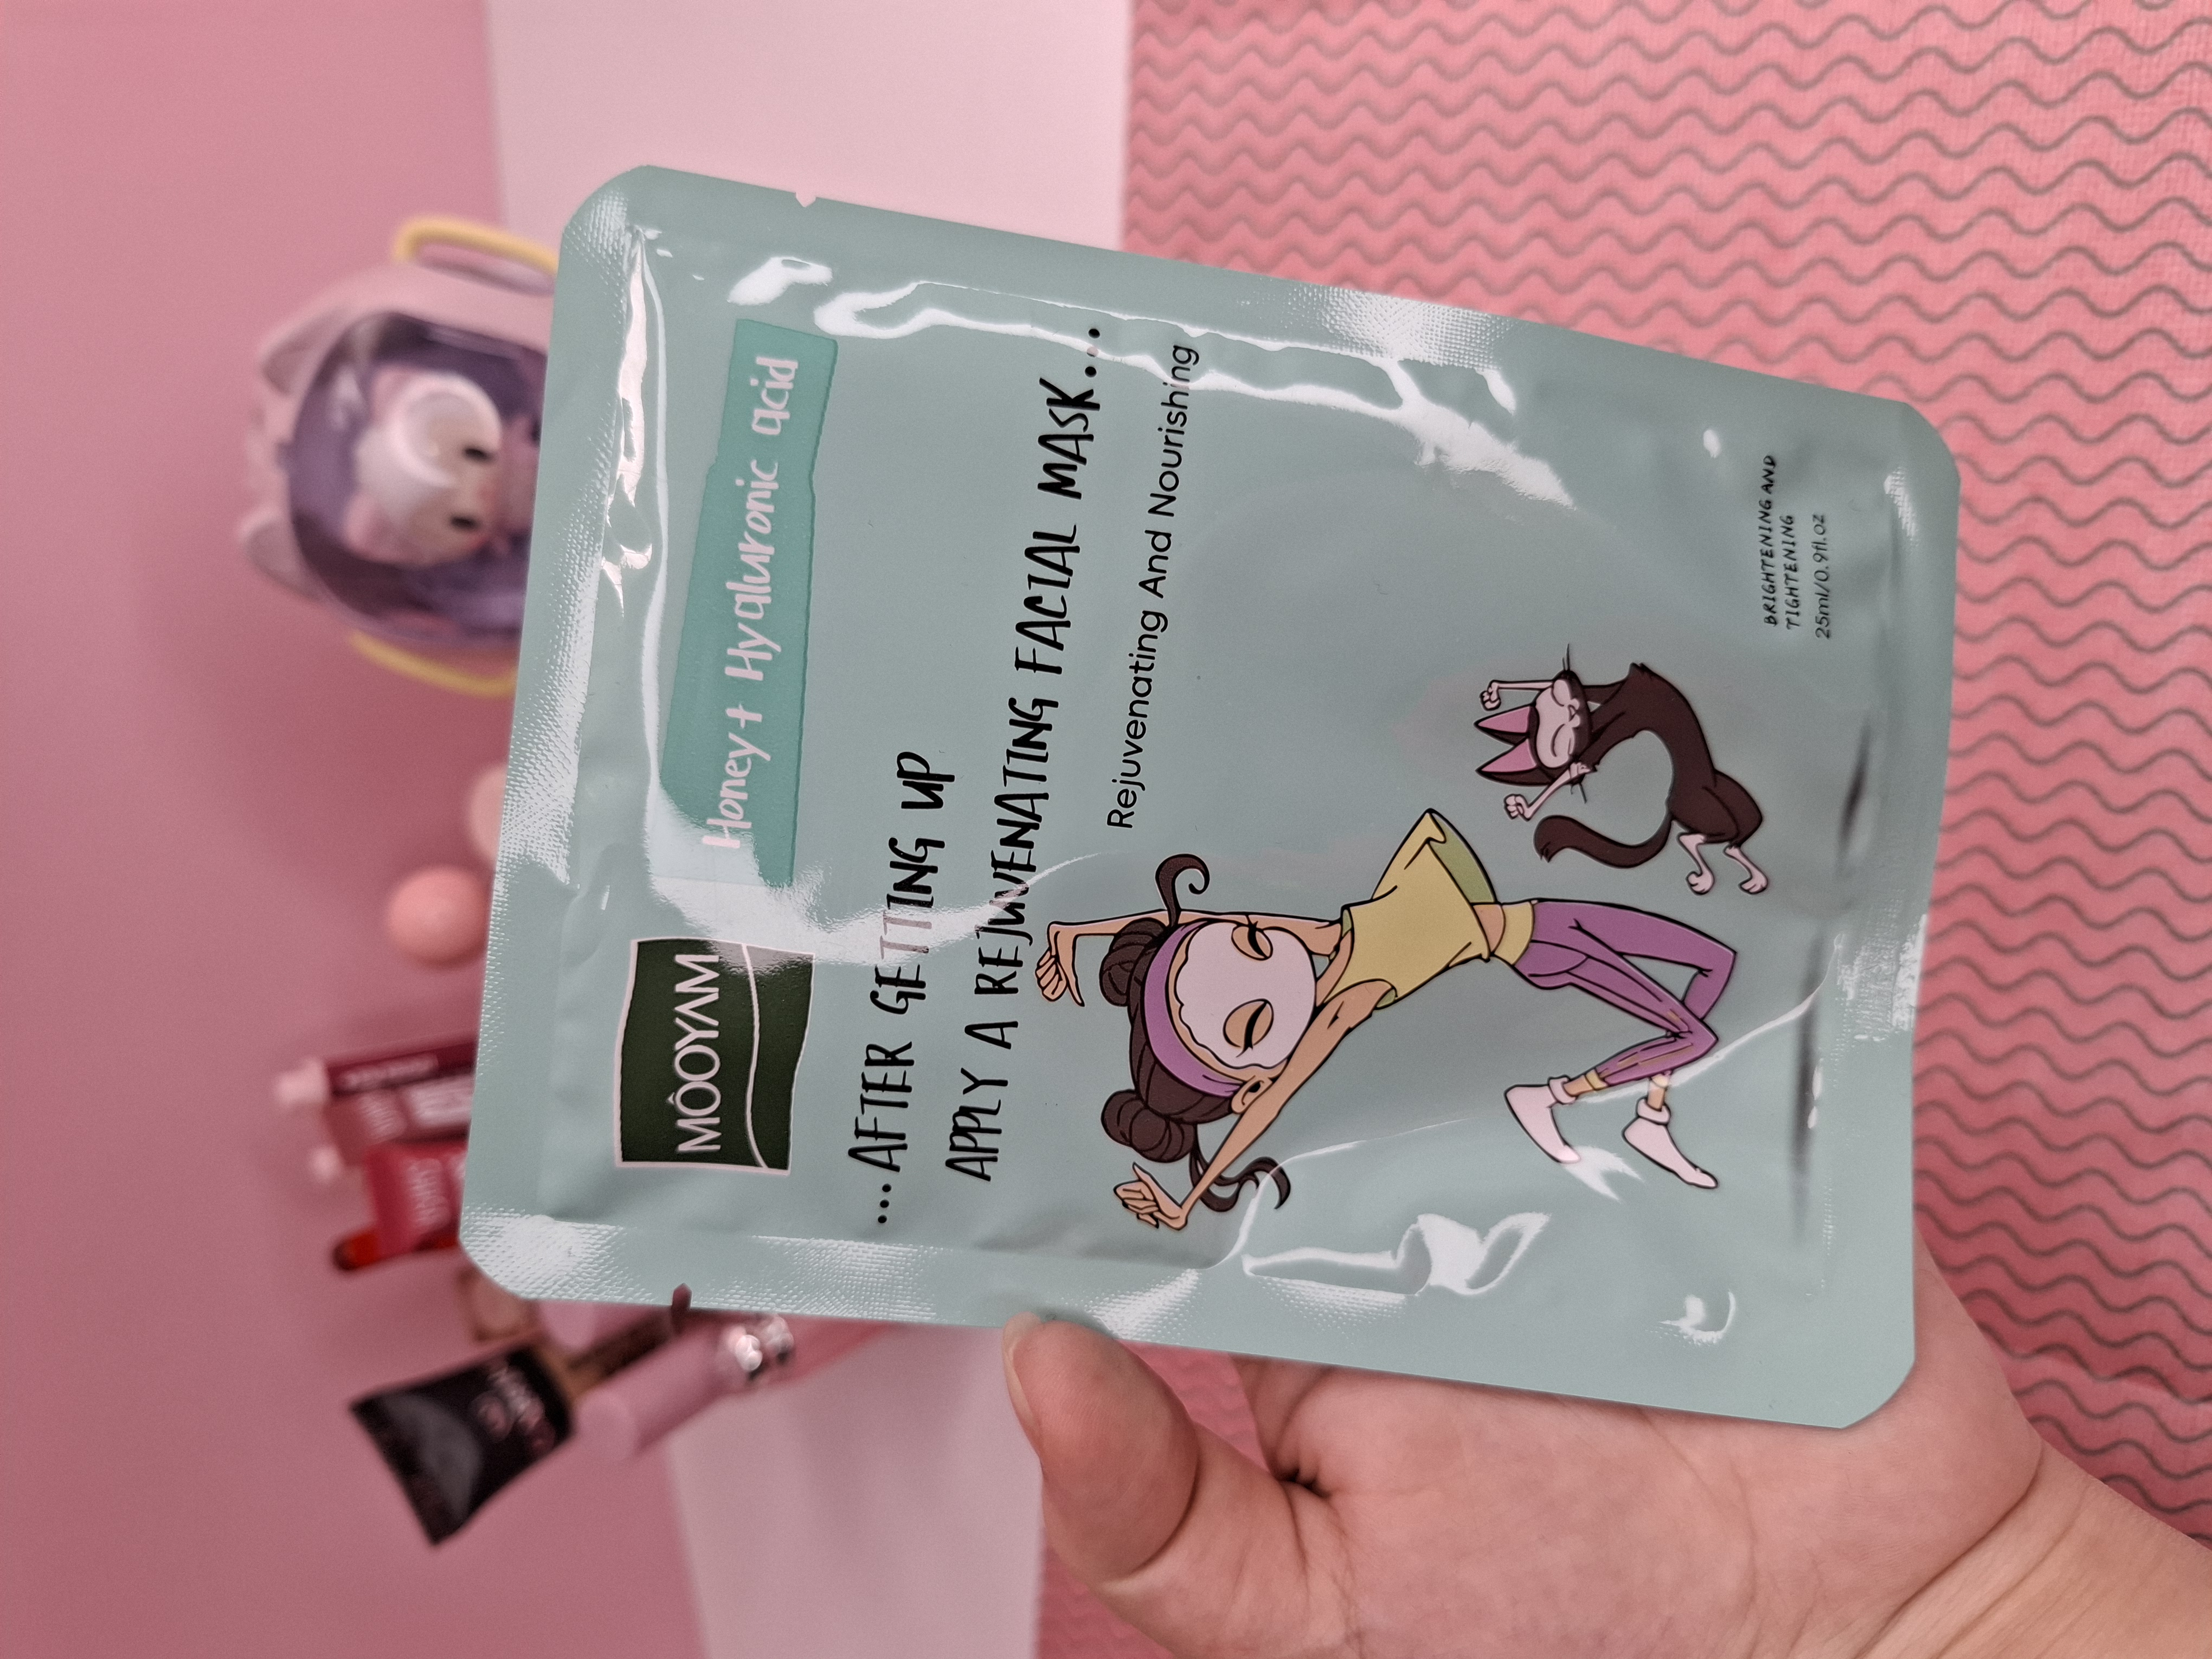 MÔOYAM
Honey+ Hyaluronic acid
...AFTER GETTING UP
APPLY A REJUVENATING FACIAL MASK...
Rejuvenating And Nourishing
BRIGHTENING AND
TIGHTENING
25ml/0.9fl.oz